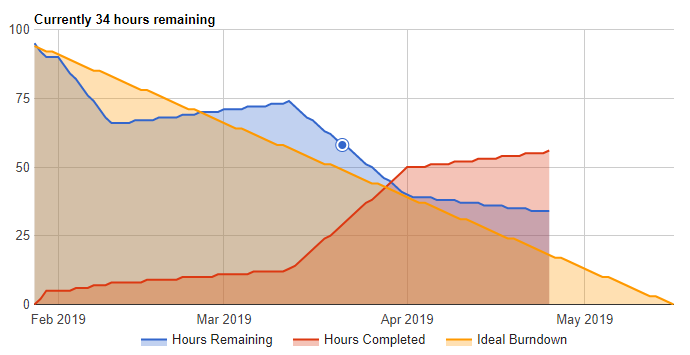 Currently 34 hours remaining
100
75
50
25
0
Feb 2019 Mar 2019 Apr 2019 May 2019
Hours Remaining Hours Completed Ideal Burndown